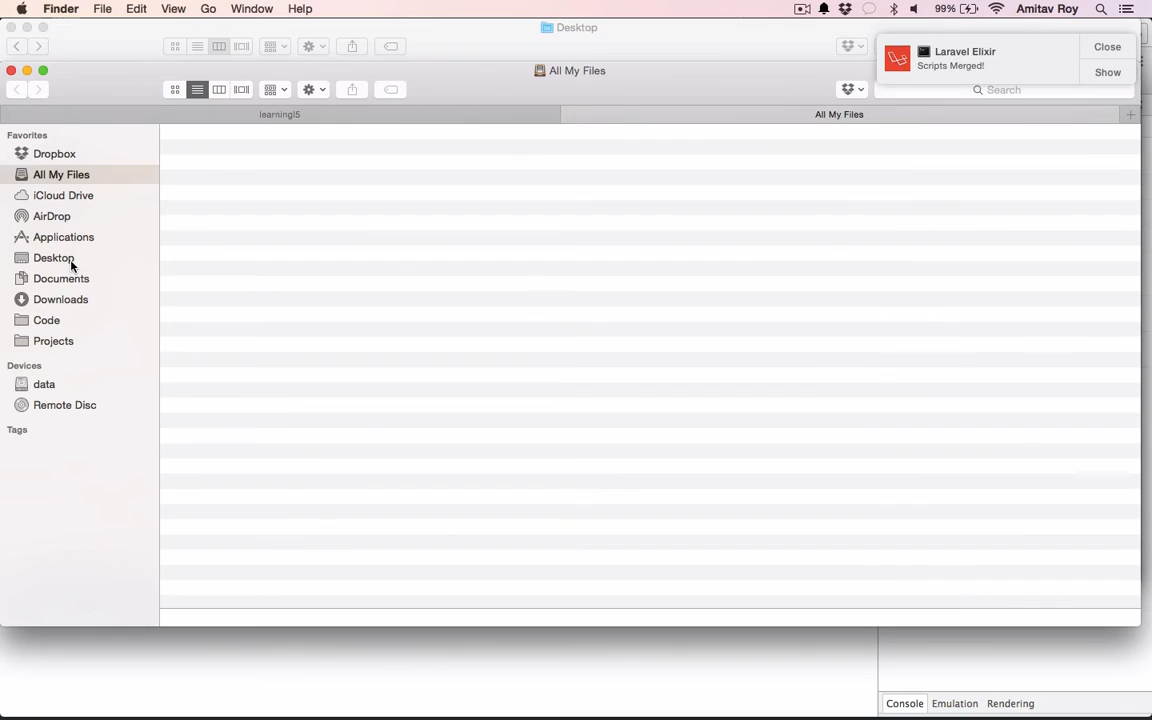 Finder File Edit View Go Window Help 99% Amitav Roy
Desktop
Laravel Elixir
Scripts Merged!
Close
Show
All My Files
Search
learningl5 All My Files
Favorites
Dropbox
All My Files
iCloud Drive
AirDrop
Applications
Desktop
Documents
Downloads
Code
Projects
Devices
data
Remote Disc
Tags
Console Emulation Rendering